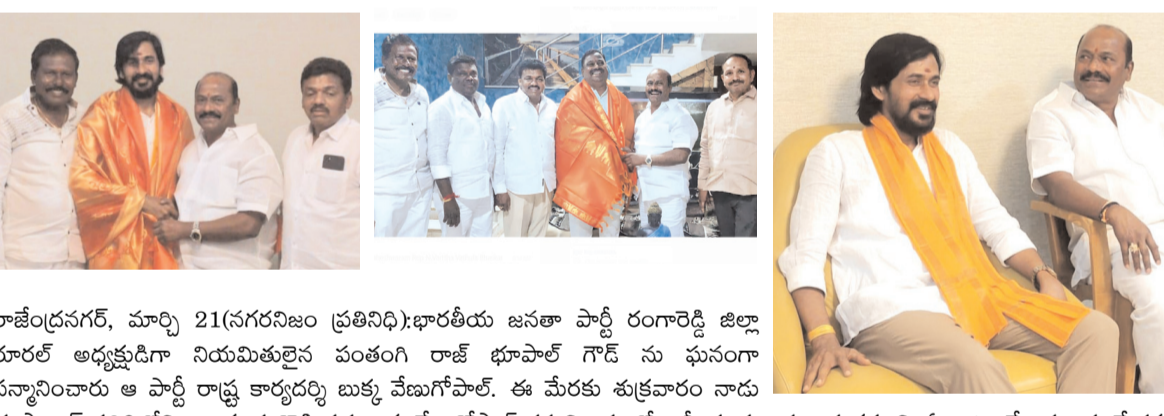 రాజేంద్రనగర్, మార్చి 21(నగరనిజం ప్రతినిధి):భారతీయ జనతా పార్టీ రంగారెడ్డి జిల్లా
రూరల్ అధ్యక్షుడిగా నియమితులైన పంతంగి రాజ్ భూపాల్ గౌడ్ ను ఘనంగా
సన్మానించారు ఆ పార్టీ రాష్ట్ర కార్యదర్శి బుక్క వేణుగోపాల్. ఈ మేరకు శుక్రవారం నాడు